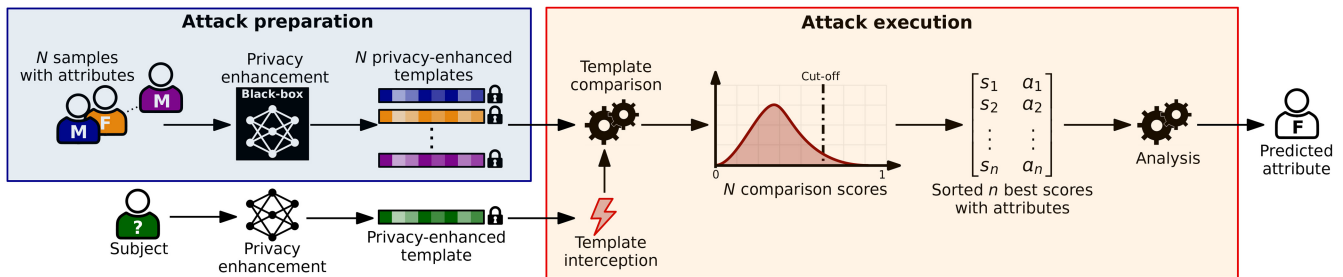 Attack preparation
N samples
with attributes
M
F
M
Privacy
enhancement
Black-box
N privacy-enhanced
templates
?
Subject
Privacy
enhancement
Privacy-enhanced
template
Attack execution
Template
comparison
Template
interception
Cut-off
0
1
N comparison scores
s1 a1
s2 a2
⋮ ⋮
sn an
Sorted n best scores
with attributes
Analysis
F
Predicted
attribute